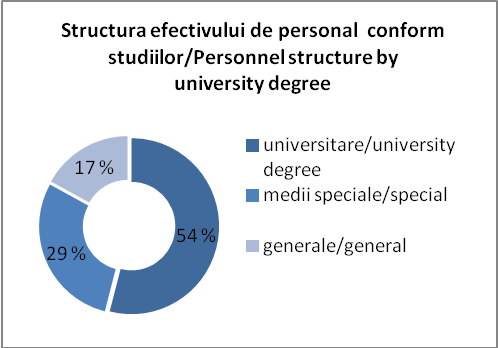 Structura efectivului de personal conform
studiilor/Personnel structure by
university degree
17 %
54 %
29 %
universitare/university
degree
medii speciale/special
generale/general